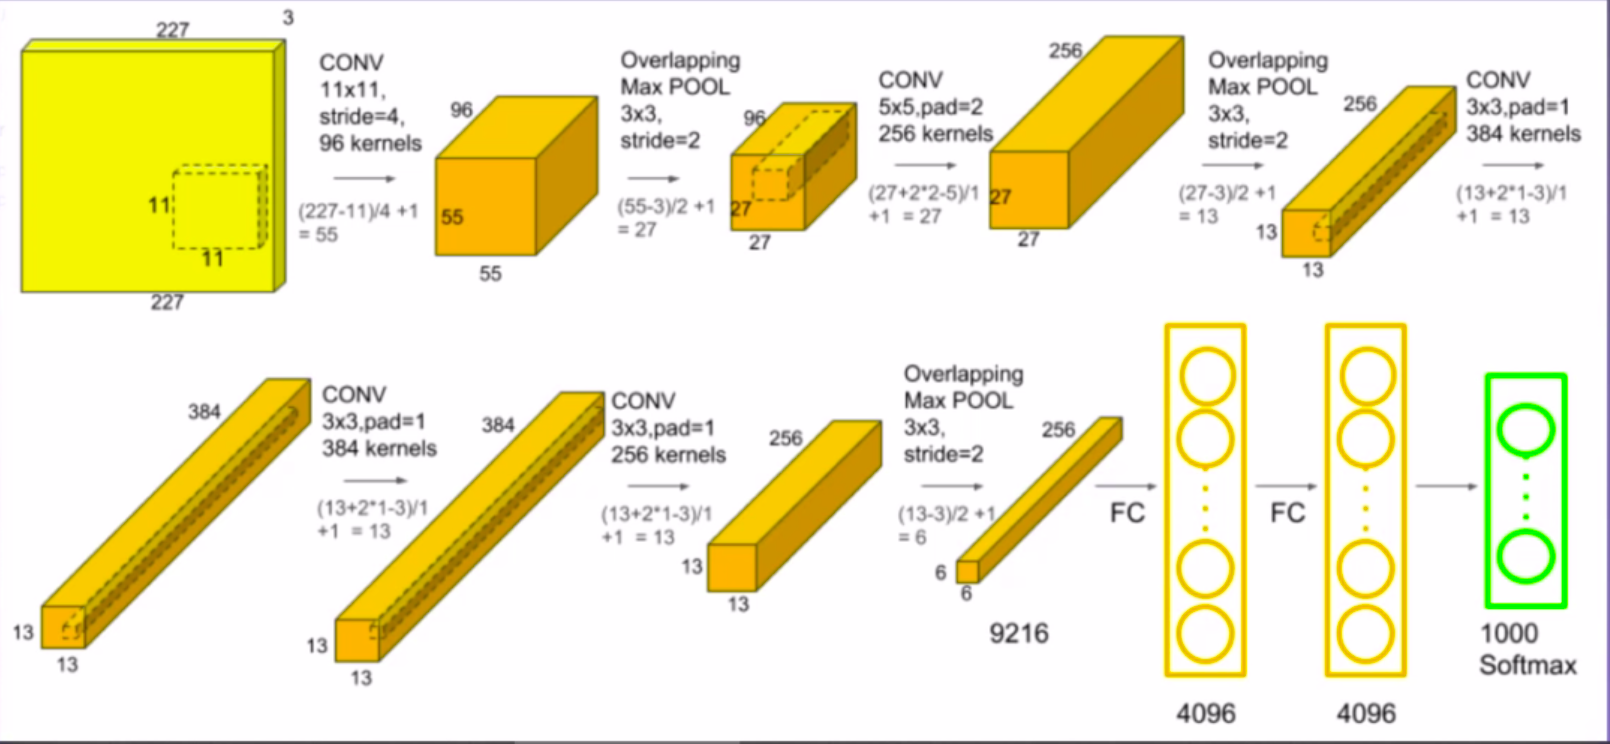 227
3
11
11
227
CONV
11x11,
stride=4,
96 kernels
(227-11)/4 +1
= 55
96
55
55
Overlapping
Max POOL
3x3,
stride=2
(55-3)/2 +1
= 27
96
27
27
CONV
5x5,pad=2
256 kernels
(27+2*2-5)/1
+1 = 27
256
27
27
Overlapping
Max POOL
3x3,
stride=2
(27-3)/2 +1
= 13
256
13
13
CONV
3x3,pad=1
384 kernels
(13+2*1-3)/1
+1 = 13
384
13
13
CONV
3x3,pad=1
384 kernels
(13+2*1-3)/1
+1 = 13
384
13
13
CONV
3x3,pad=1
256 kernels
(13+2*1-3)/1
+1 = 13
256
13
13
Overlapping
Max POOL
3x3,
stride=2
(13-3)/2 +1
= 6
256
6
6
9216
FC
4096
FC
4096
1000
Softmax